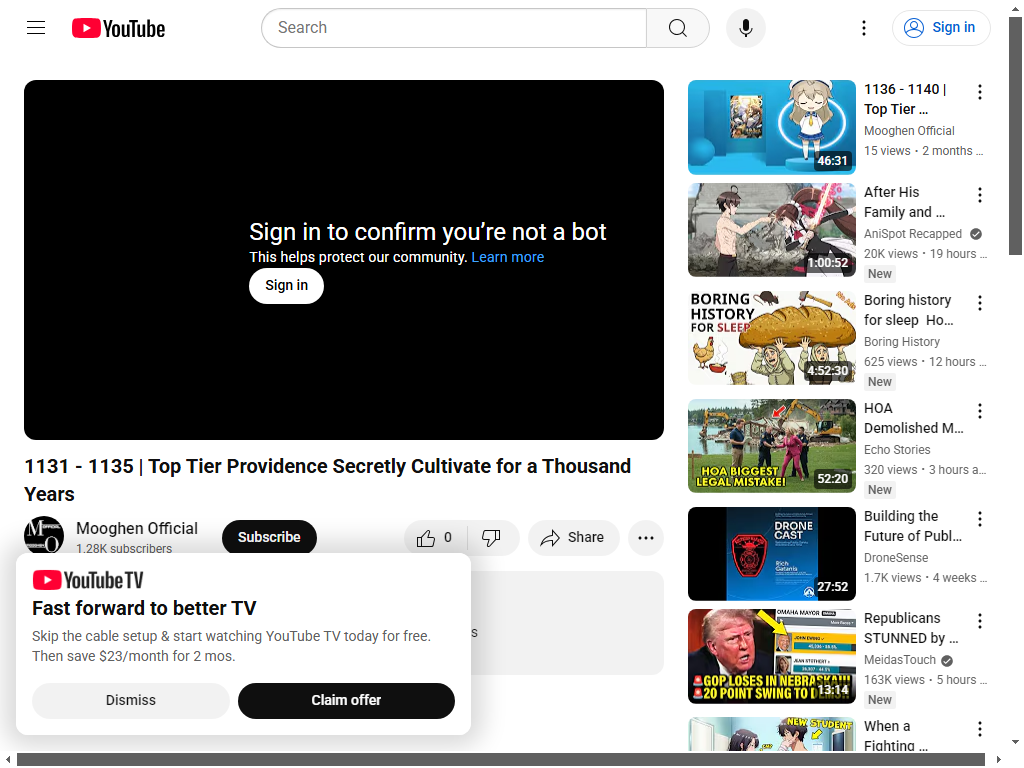 YouTube
Search
Sign in
Sign in to confirm you’re not a bot
This helps protect our community. Learn more
Sign in
1131 - 1135 | Top Tier Providence Secretly Cultivate for a Thousand
Years
Mooghen Official
1.28K subscribers
Subscribe
0
Share
YouTube TV
Fast forward to better TV
Skip the cable setup & start watching YouTube TV today for free.
Then save $23/month for 2 mos.
Dismiss
Claim offer
46:31
1136 - 1140 |
Top Tier ...
Mooghen Official
15 views • 2 months ...
1:00:52
After His
Family and ...
AniSpot Recapped
20K views • 19 hours ...
New
BORING
HISTORY
FOR SLEEP
4:52:30
Boring history
for sleep Ho...
Boring History
625 views • 12 hours ...
New
HOA BIGGEST
LEGAL MISTAKE!
52:20
HOA
Demolished M...
Echo Stories
320 views • 3 hours a...
New
DRONE
CAST
Rich
Gatanis
27:52
Building the
Future of Publ...
DroneSense
1.7K views • 4 weeks ...
OMAHA MAYOR
JOHN EWING
JEAN STOTHERT
GOP LOSES IN NEBRASKA!!!
20 POINT SWING TO
13:14
Republicans
STUNNED by ...
MeidasTouch
163K views • 5 hours ...
New
NEW STUDENT
When a
Fighting ...